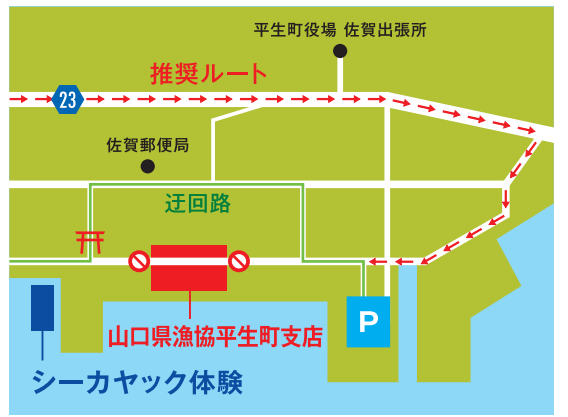 平生町役場 佐賀出張所
推奨ルート
23
佐賀郵便局
迂回路
P
山口県漁協平生町支店
シーカヤック体験